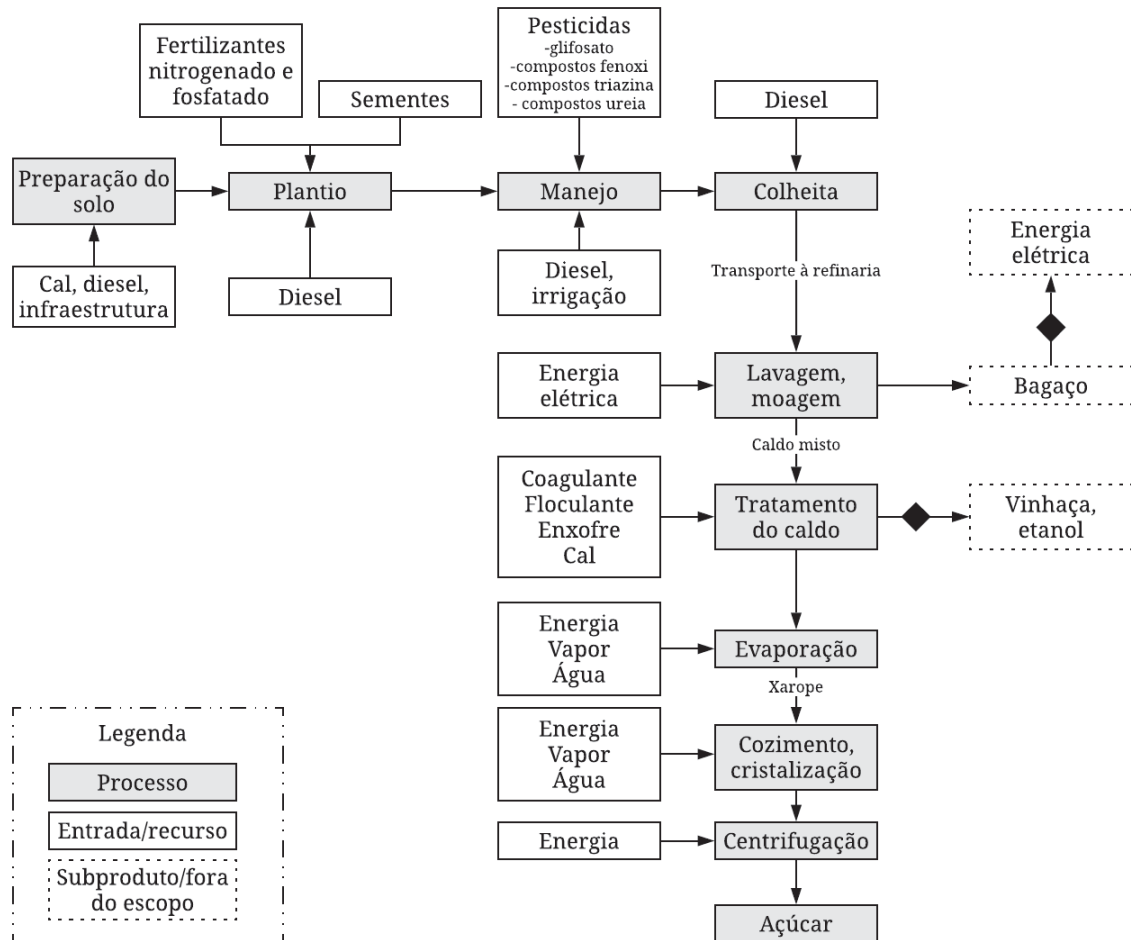 Fertilizantes
nitrogenado e
fosfatado
Sementes
Pesticidas
-glifosato
-compostos fenoxi
-compostos triazina
- compostos ureia
Diesel
Preparação do
solo
Plantio
Manejo
Colheita
Cal, diesel,
infraestrutura
Diesel
Diesel,
irrigação
Transporte à refinaria
Energia
elétrica
Energia
elétrica
Lavagem,
moagem
Bagaço
Caldo misto
Coagulante
Floculante
Enxofre
Cal
Tratamento
do caldo
Vinhaça,
etanol
Energia
Vapor
Água
Evaporação
Xarope
Energia
Vapor
Água
Cozimento,
cristalização
Energia
Centrifugação
Açúcar
Legenda
Processo
Entrada/recurso
Subproduto/fora
do escopo